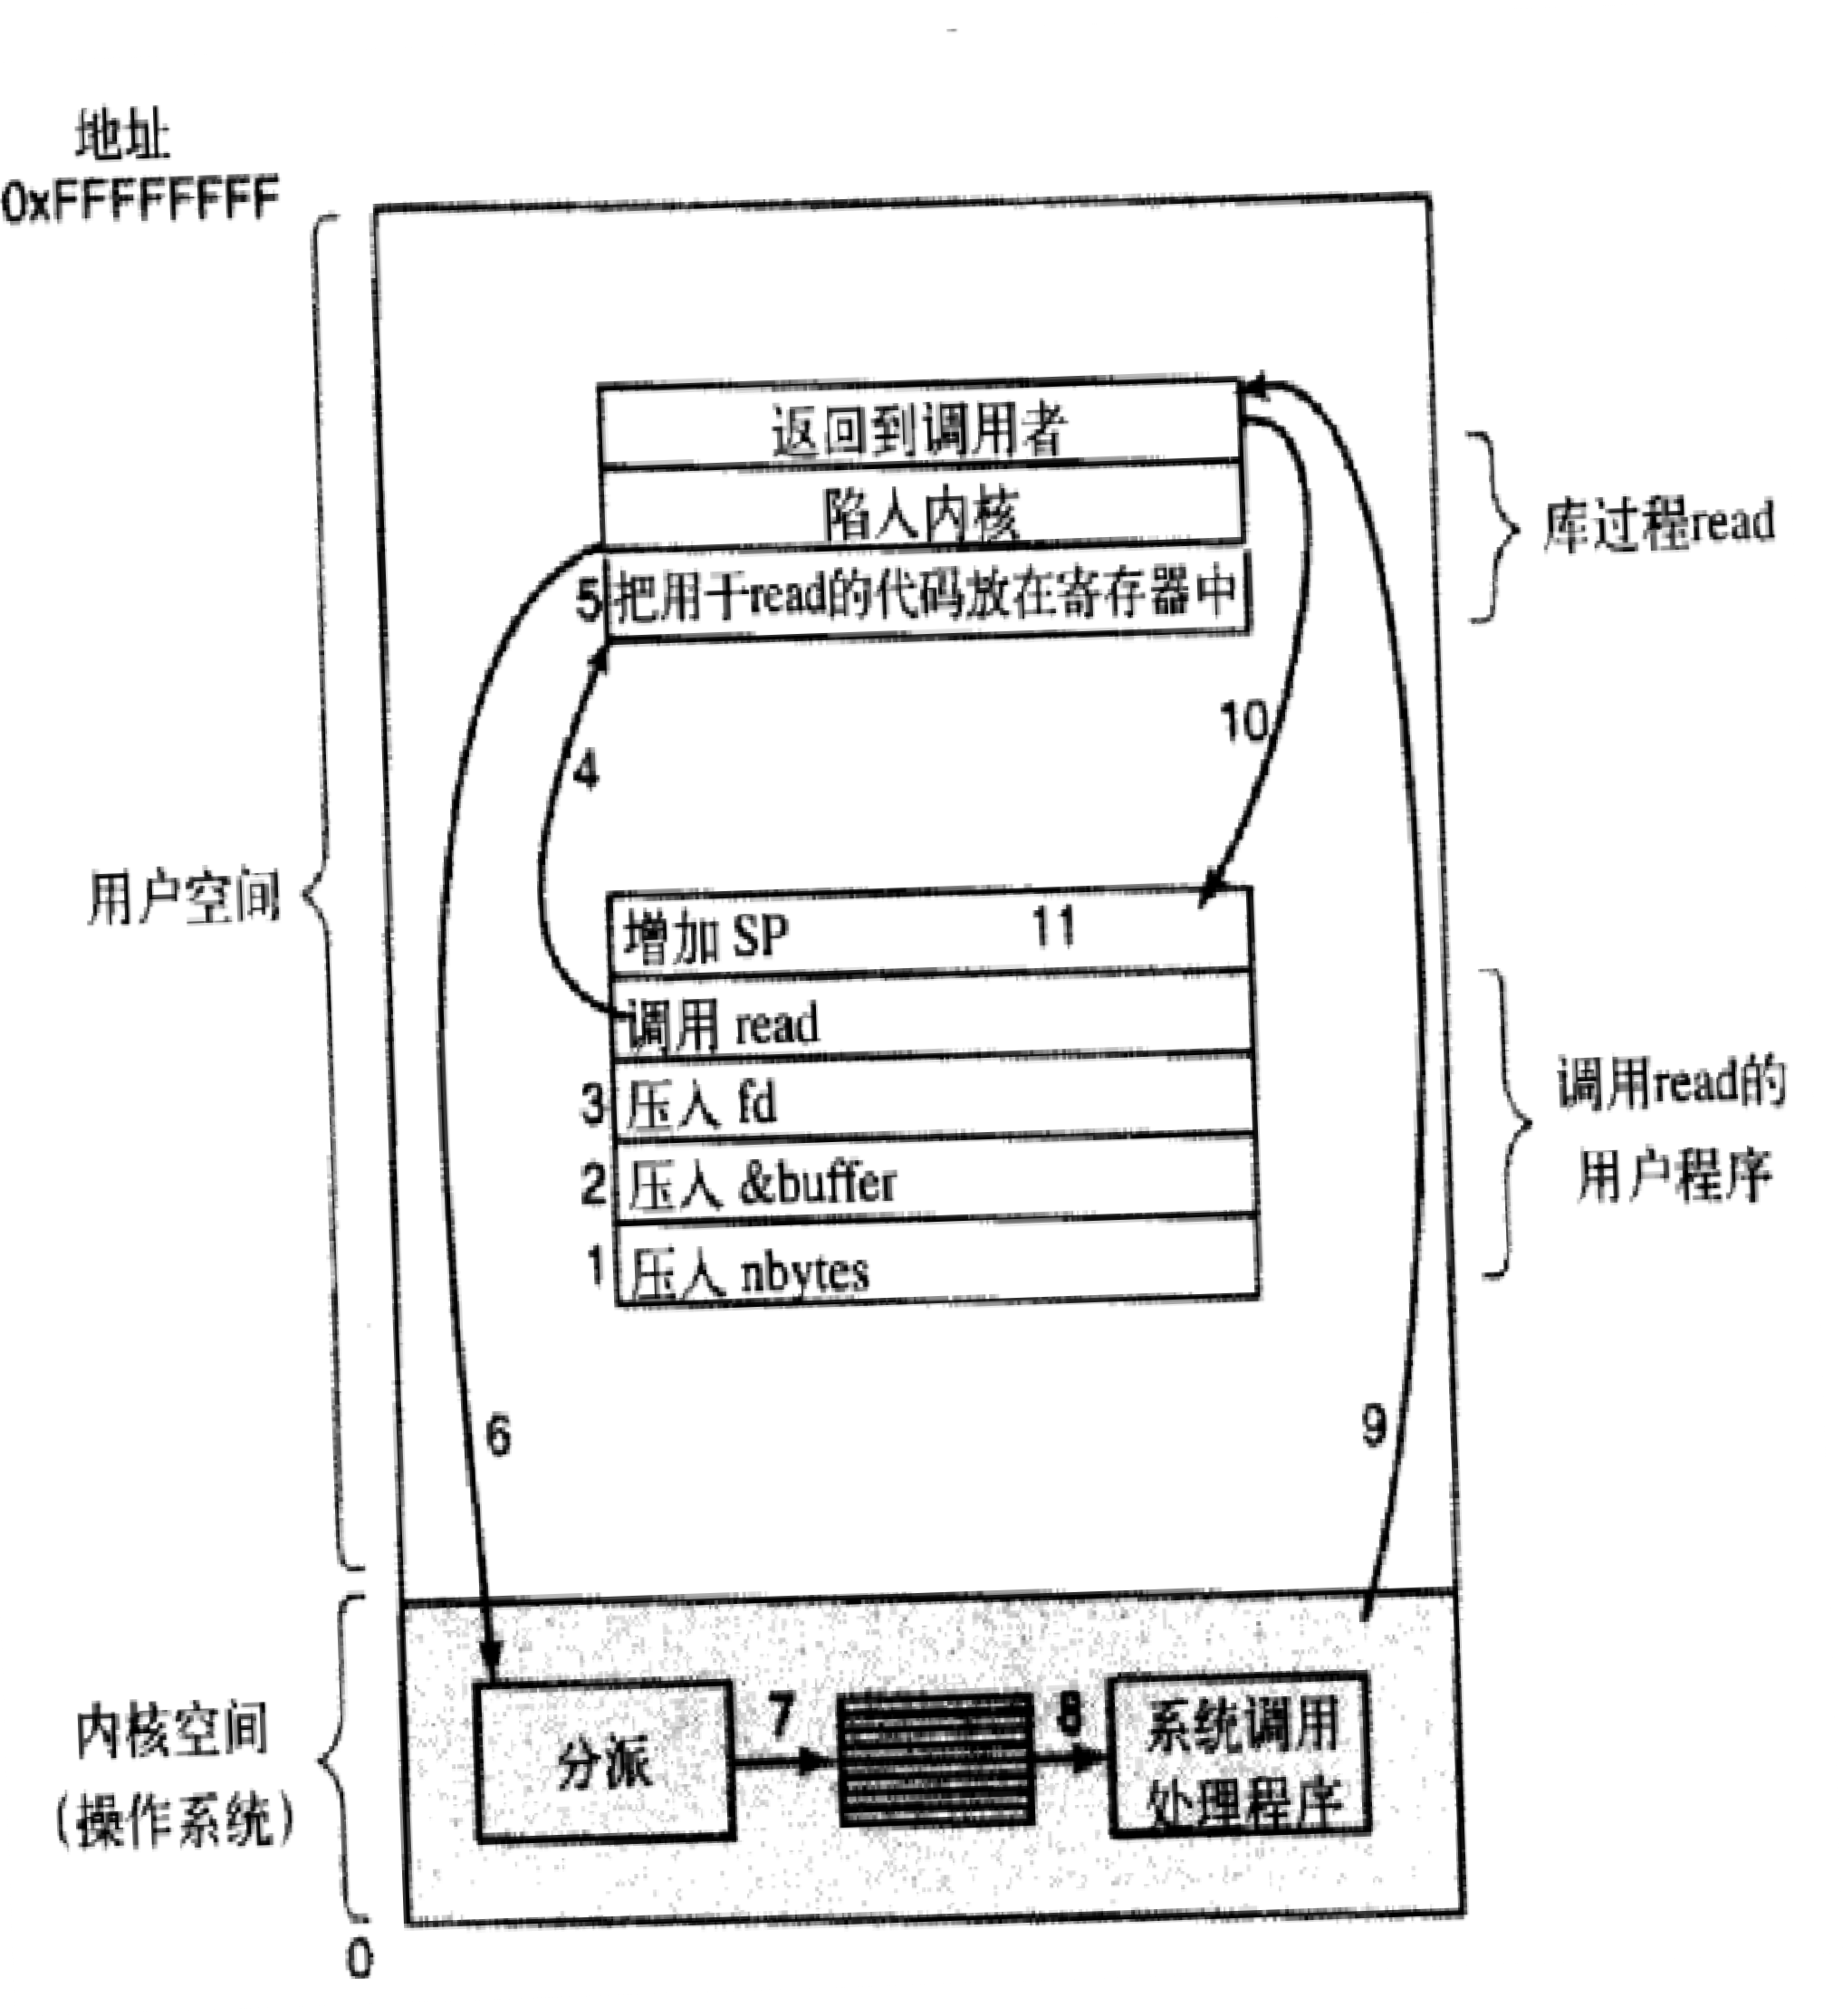 地址
0xFFFFFFFF
返回到调用者
陷入内核
5 把用于read的代码放在寄存器中
库过程read
4
10
用户空间
增加 SP 11
调用 read
3 压入 fd
2 压入 &buffer
1 压入 nbytes
调用read的
用户程序
6
9
内核空间
(操作系统)
分派
7
8
系统调用
处理程序
0